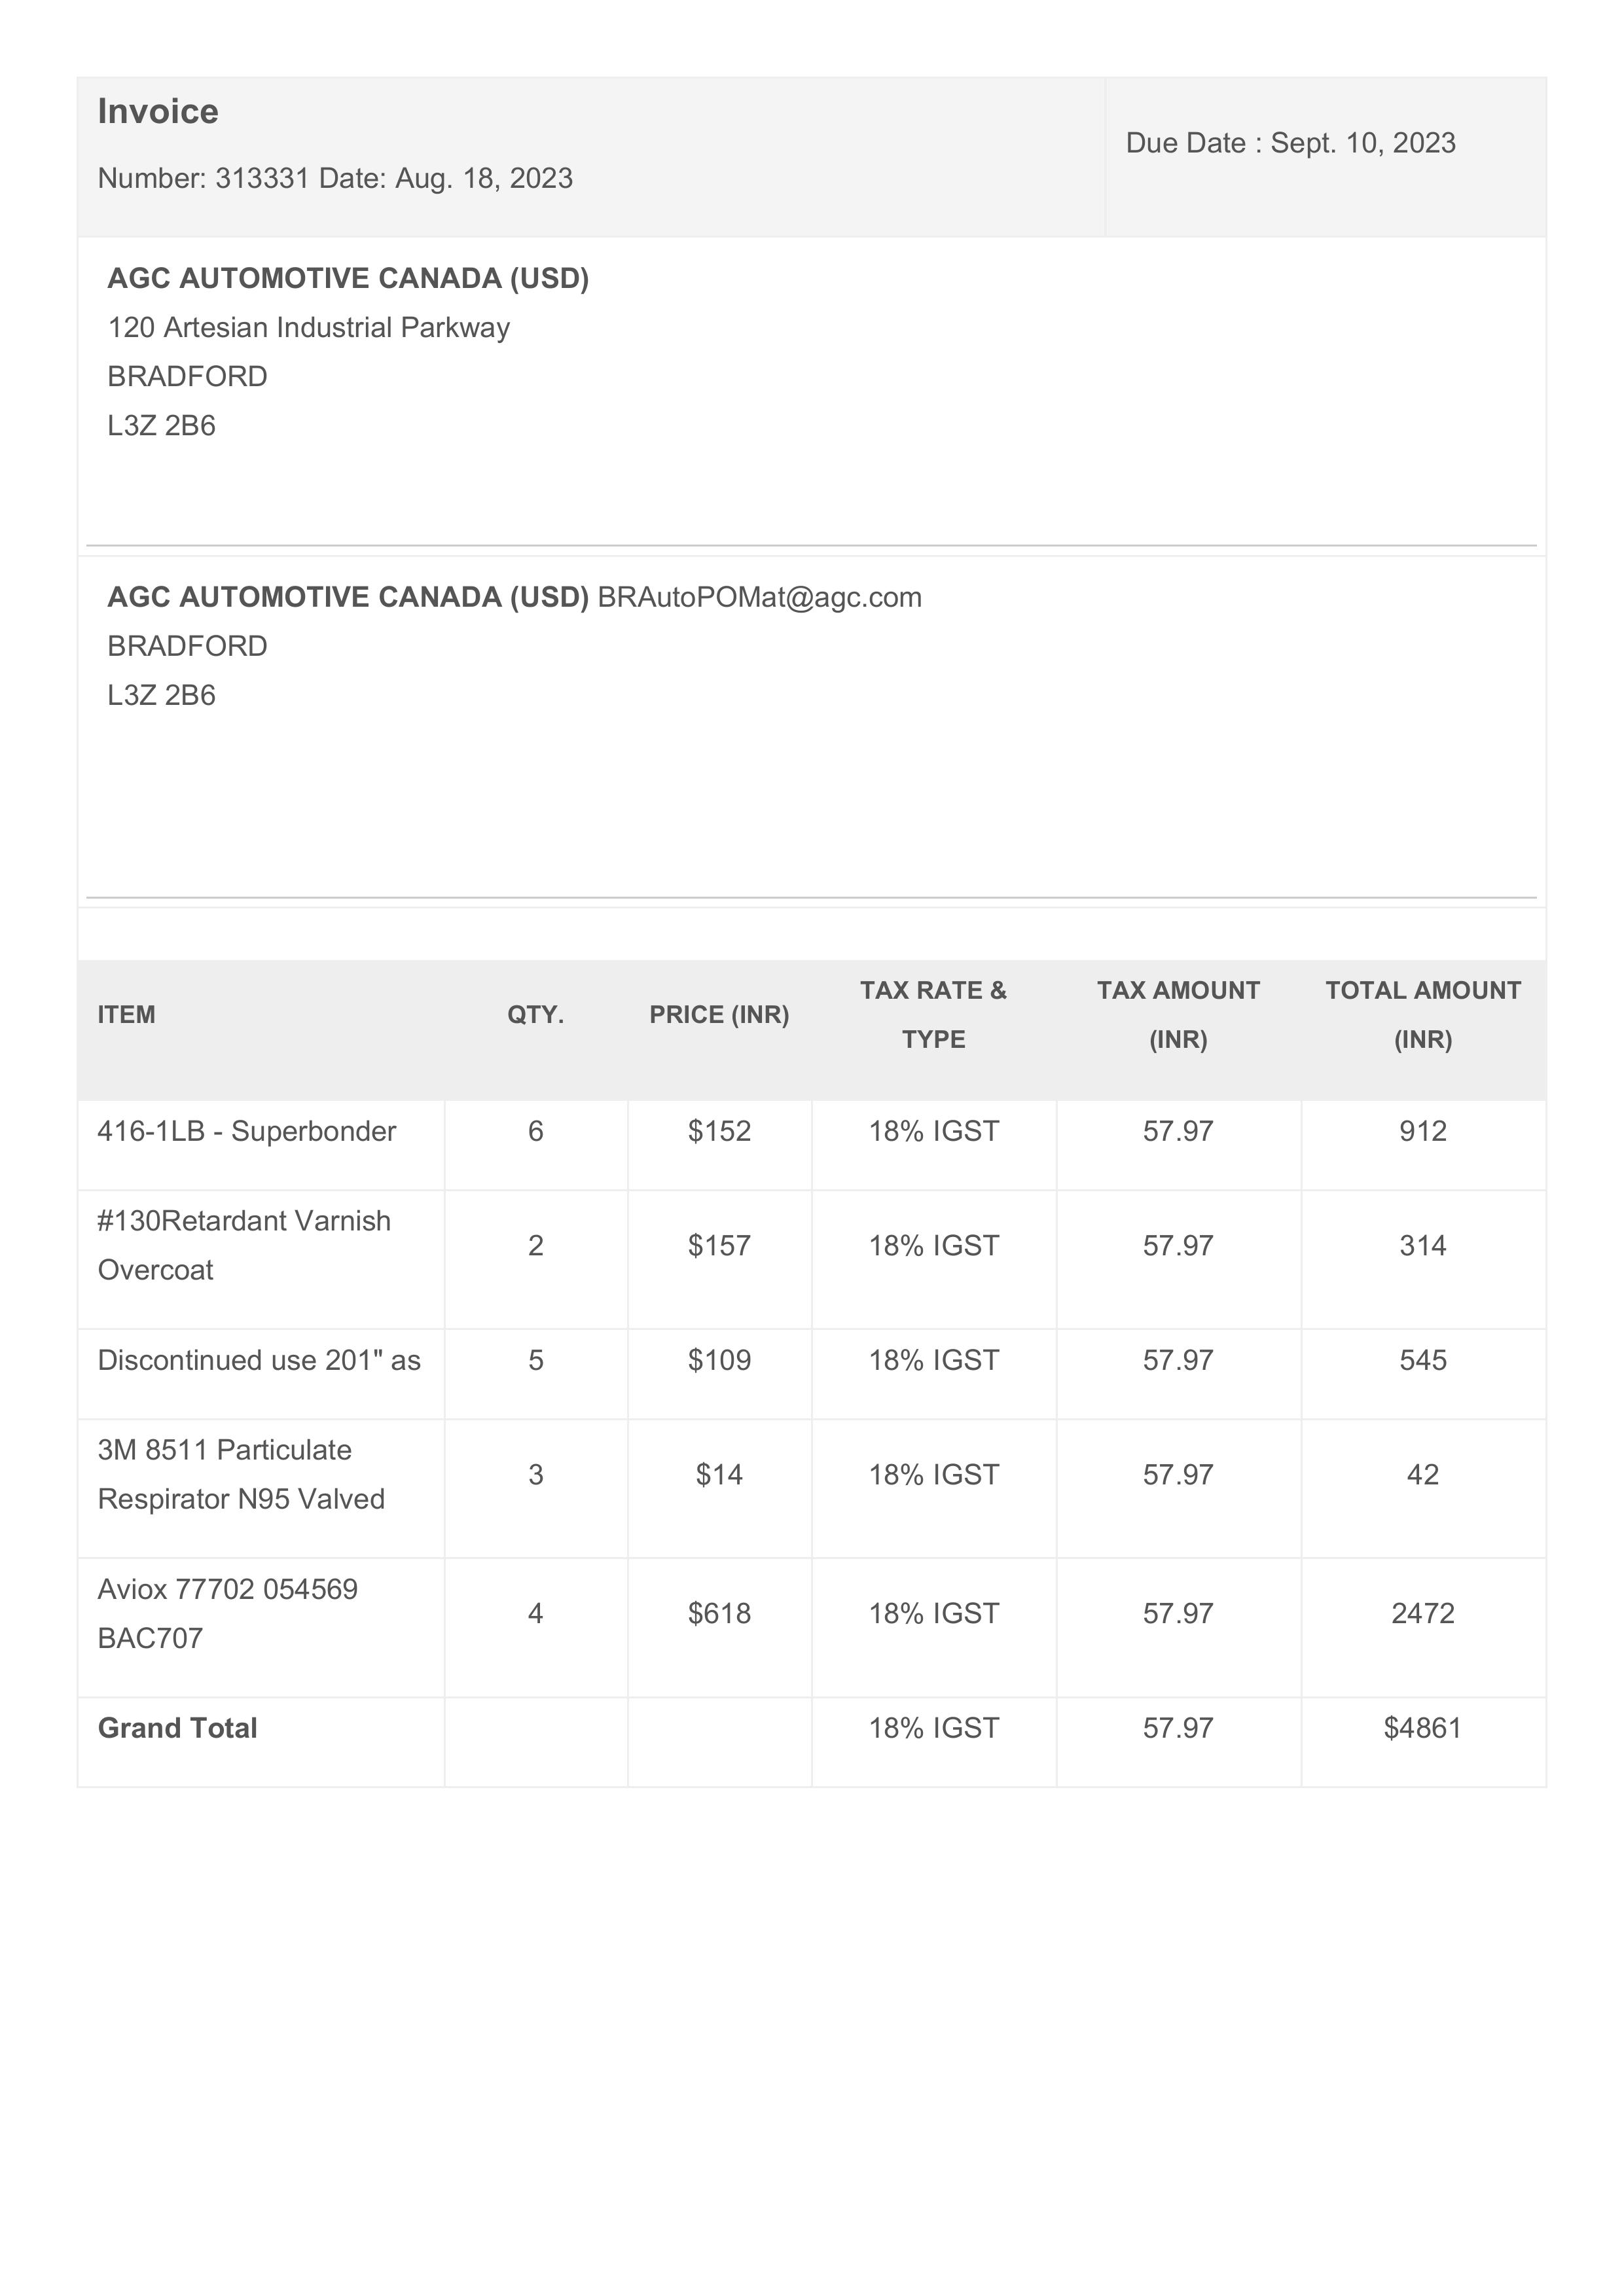 Invoice
Number: 313331 Date: Aug. 18, 2023
Due Date : Sept. 10, 2023
AGC AUTOMOTIVE CANADA (USD)
120 Artesian Industrial Parkway
BRADFORD
L3Z 2B6
AGC AUTOMOTIVE CANADA (USD) BRAutoPOMat@agc.com
BRADFORD
L3Z 2B6
ITEM QTY. PRICE (INR) TAX RATE & TYPE TAX AMOUNT (INR) TOTAL AMOUNT (INR)
416-1LB - Superbonder 6 $152 18% IGST 57.97 912
#130Retardant Varnish
Overcoat 2 $157 18% IGST 57.97 314
Discontinued use 201" as 5 $109 18% IGST 57.97 545
3M 8511 Particulate
Respirator N95 Valved 3 $14 18% IGST 57.97 42
Aviox 77702 054569
BAC707 4 $618 18% IGST 57.97 2472
Grand Total 18% IGST 57.97 $4861